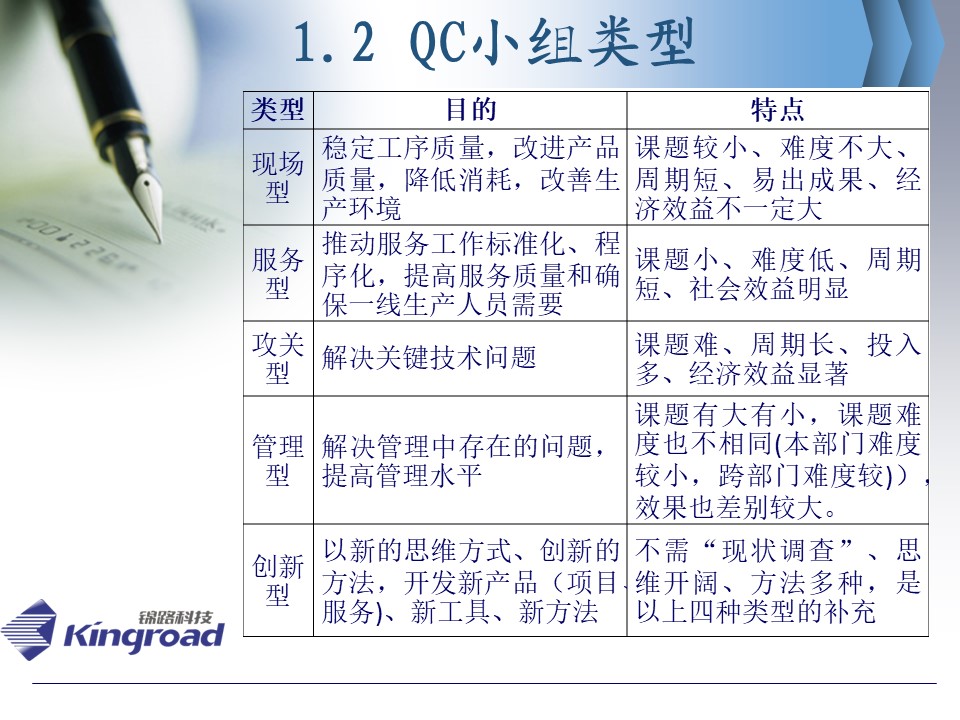 1.2 QC小组类型
类型 目的 特点
现场
型
稳定工序质量，改进产品
质量，降低消耗，改善生
产环境
课题较小、难度不大、
周期短、易出成果、经
济效益不一定大
服务
型
推动服务工作标准化、程
序化，提高服务质量和确
保一线生产人员需要
课题小、难度低、周期
短、社会效益明显
攻关
型
解决关键技术问题
课题难、周期长、投入
多、经济效益显著
管理
型
解决管理中存在的问题，
提高管理水平
课题有大有小，课题难
度也不相同(本部门难度
较小，跨部门难度较)），
效果也差别较大。
创新
型
以新的思维方式、创新的
方法，开发新产品（项目、
服务)、新工具、新方法
不需“现状调查”、思
维开阔、方法多种，是
以上四种类型的补充
锦路科技
Kingroad